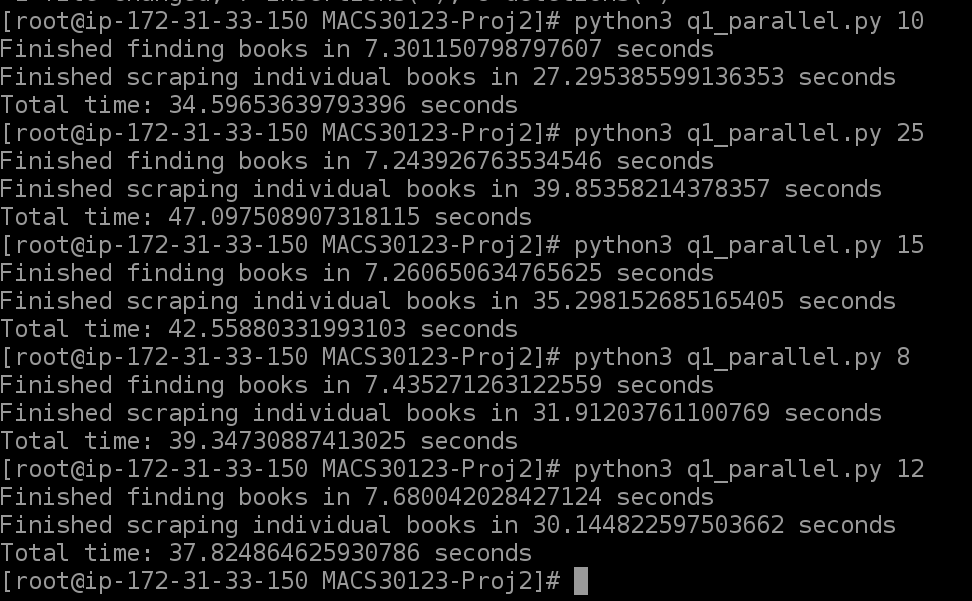 [root@ip-172-31-33-150 MACS30123-Proj2]# python3 q1_parallel.py 10
Finished finding books in 7.301150798797607 seconds
Finished scraping individual books in 27.295385599136353 seconds
Total time: 34.59653639793396 seconds
[root@ip-172-31-33-150 MACS30123-Proj2]# python3 q1_parallel.py 25
Finished finding books in 7.243926763534546 seconds
Finished scraping individual books in 39.85358214378357 seconds
Total time: 47.097508907318115 seconds
[root@ip-172-31-33-150 MACS30123-Proj2]# python3 q1_parallel.py 15
Finished finding books in 7.260650634765625 seconds
Finished scraping individual books in 35.298152685165405 seconds
Total time: 42.55880331993103 seconds
[root@ip-172-31-33-150 MACS30123-Proj2]# python3 q1_parallel.py 8
Finished finding books in 7.435271263122559 seconds
Finished scraping individual books in 31.91203761100769 seconds
Total time: 39.34730887413025 seconds
[root@ip-172-31-33-150 MACS30123-Proj2]# python3 q1_parallel.py 12
Finished finding books in 7.680042028427124 seconds
Finished scraping individual books in 30.144822597503662 seconds
Total time: 37.824864625930786 seconds
[root@ip-172-31-33-150 MACS30123-Proj2]#